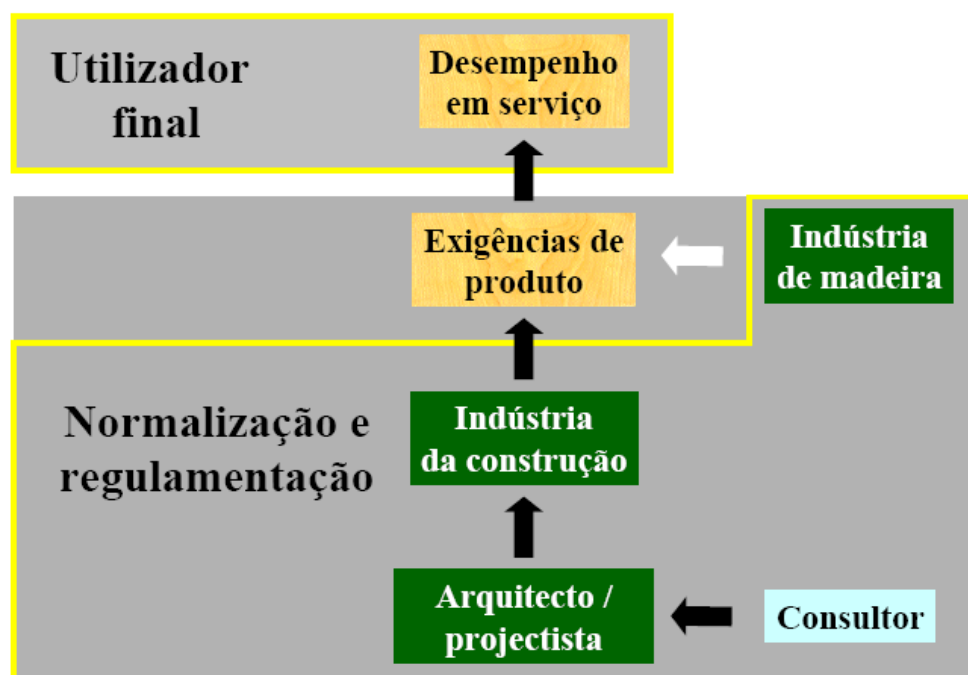 Utilizador
final
Desempenho
em serviço
Exigências de
produto
Indústria
de madeira
Normalização e
regulamentação
Indústria
da construção
Arquitecto /
projectista
Consultor